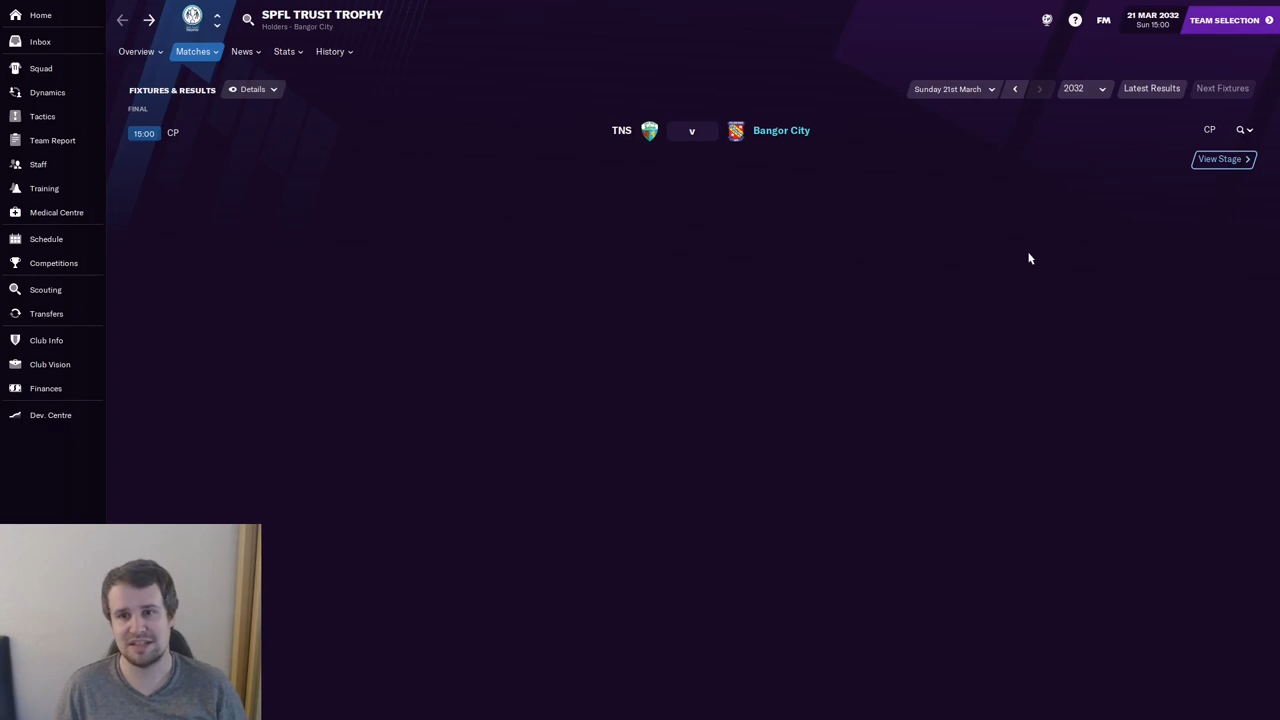 Home
Inbox
Squad
Dynamics
Tactics
Team Report
Staff
Training
Medical Centre
Schedule
Competitions
Scouting
Transfers
Club Info
Club Vision
Finances
Dev. Centre
SPFL TRUST TROPHY
Holders - Bangor City
FM
21 MAR 2032
Sun 15:00
TEAM SELECTION
Overview
Matches
News
Stats
History
FIXTURES & RESULTS
Details
Sunday 21st March
2032
Latest Results
Next Fixtures
FINAL
15:00 CP TNS v Bangor City CP
View Stage